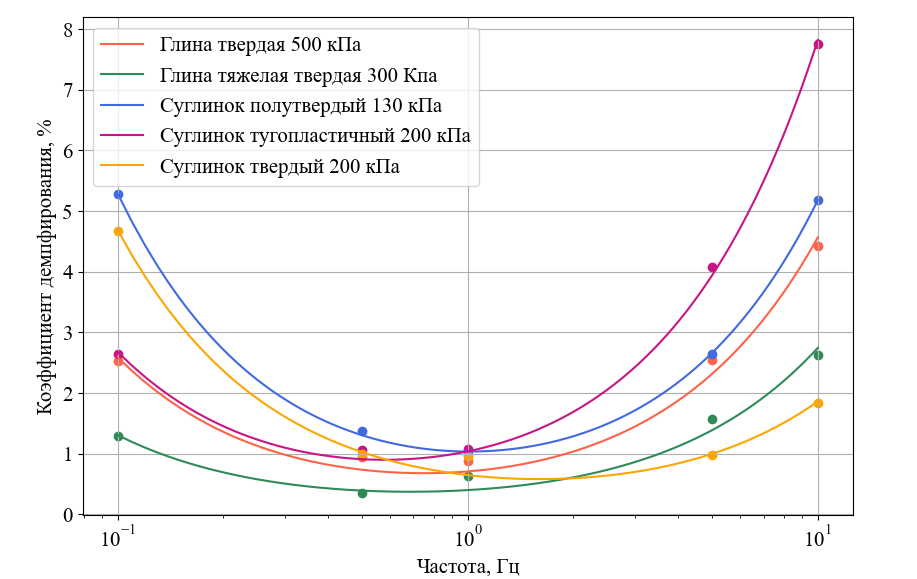 8
7
6
5
4
3
2
1
0
Коэффициент демпфирования, %
Глина твердая 500 кПа
Глина тяжелая твердая 300 Кпа
Суглинок полутвердый 130 кПа
Суглинок тугопластичный 200 кПа
Суглинок твердый 200 кПа
10⁻¹ 10⁰ 10¹
Частота, Гц